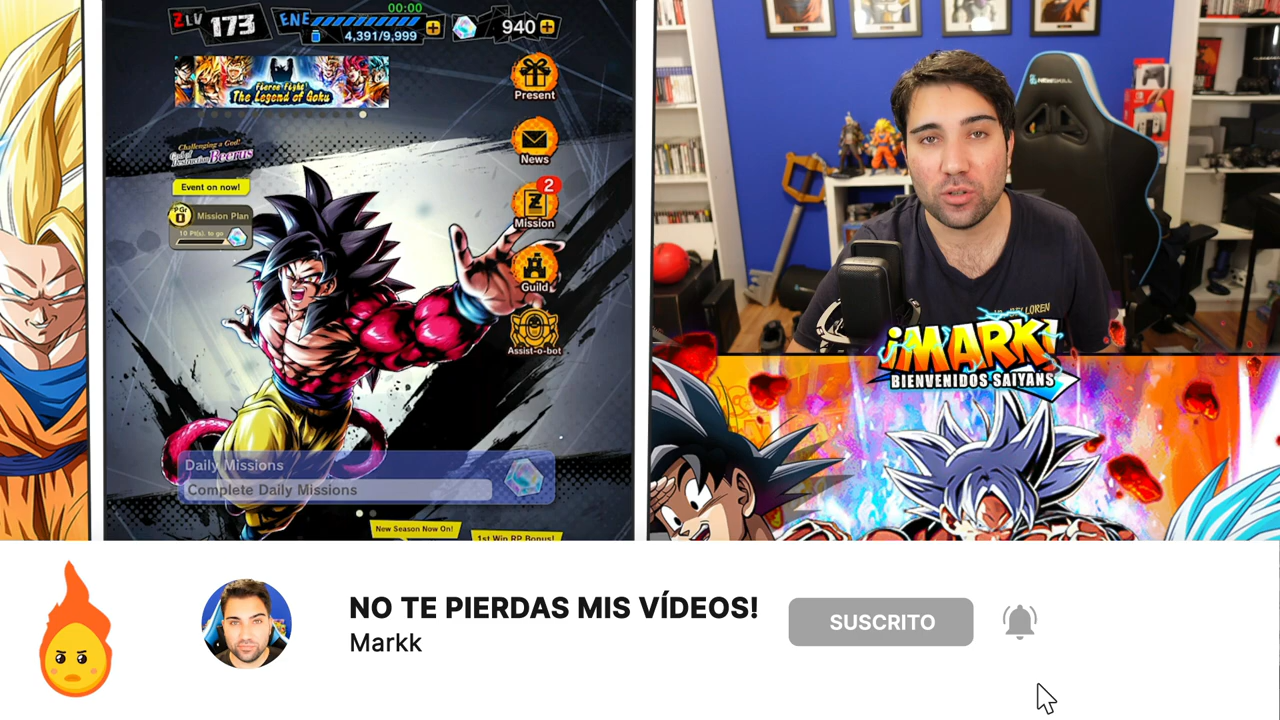 ZLV 173
ENE
00:00
4,391/9,999
940
Fierce Fight!
The Legend of Goku
Present
Challenging a God!
God of Destruction Beerus
News
Event on now!
2
Mission
0
Mission Plan
10 Pt(s). to go
Guild
Assist-o-bot
Daily Missions
Complete Daily Missions
New Season Now On!
1st Win RP Bonus!
¡MARK!
BIENVENIDOS SAIYANS
NO TE PIERDAS MIS VÍDEOS!
Markk
SUSCRITO